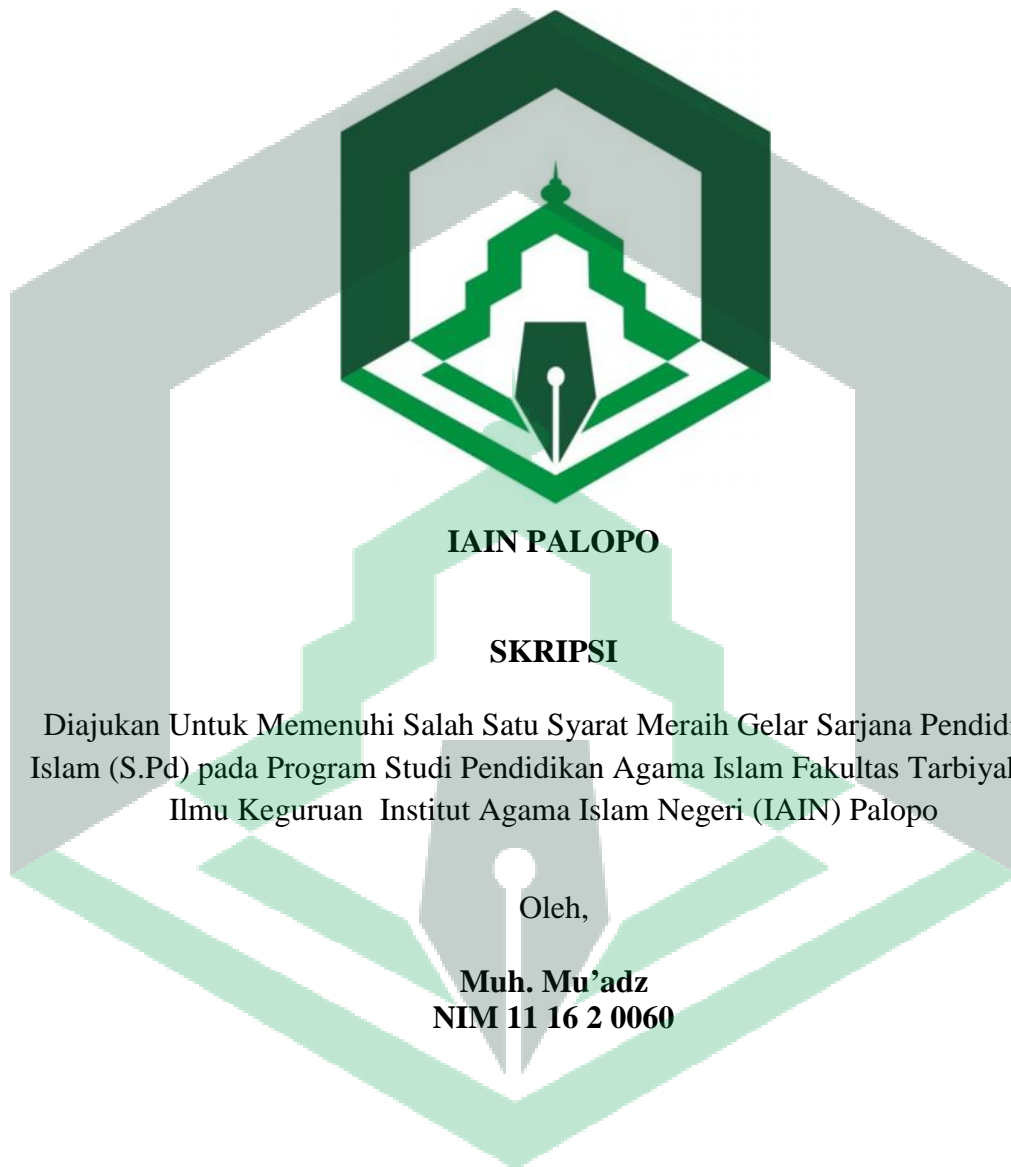 IAIN PALOPO
SKRIPSI
Diajukan Untuk Memenuhi Salah Satu Syarat Meraih Gelar Sarjana
Islam (S.Pd) pada Program Studi Pendidikan Agama Islam Fakultas
Ilmu Keguruan Institut Agama Islam Negeri (IAIN) Palopo
Oleh,
Muh. Mu’adz
NIM 11 16 2 0060